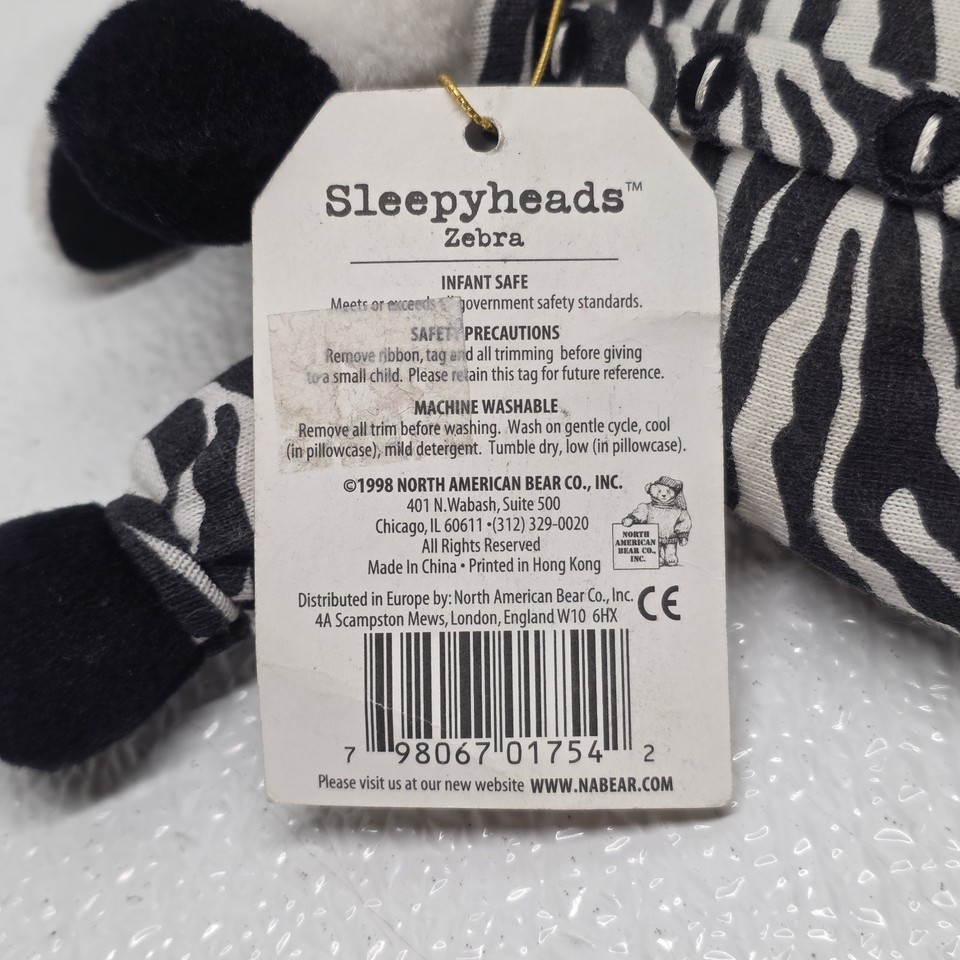 Sleepyheads™
Zebra
INFANT SAFE
Meets or exceeds all government safety standards.
SAFETY PRECAUTIONS
Remove ribbon, tag and all trimming before giving
to a small child. Please retain this tag for future reference.
MACHINE WASHABLE
Remove all trim before washing. Wash on gentle cycle, cool
(in pillowcase), mild detergent. Tumble dry, low (in pillowcase).
©1998 NORTH AMERICAN BEAR CO., INC.
401 N.Wabash, Suite 500
Chicago, IL 60611 •(312) 329-0020
All Rights Reserved
Made In China • Printed in Hong Kong
NORTH
AMERICAN
BEAR CO.,
INC.
Distributed in Europe by: North American Bear Co., Inc.
4A Scampston Mews, London, England W10 6HX
CE
7 98067 01754 2
Please visit us at our new website WWW.NABEAR.COM